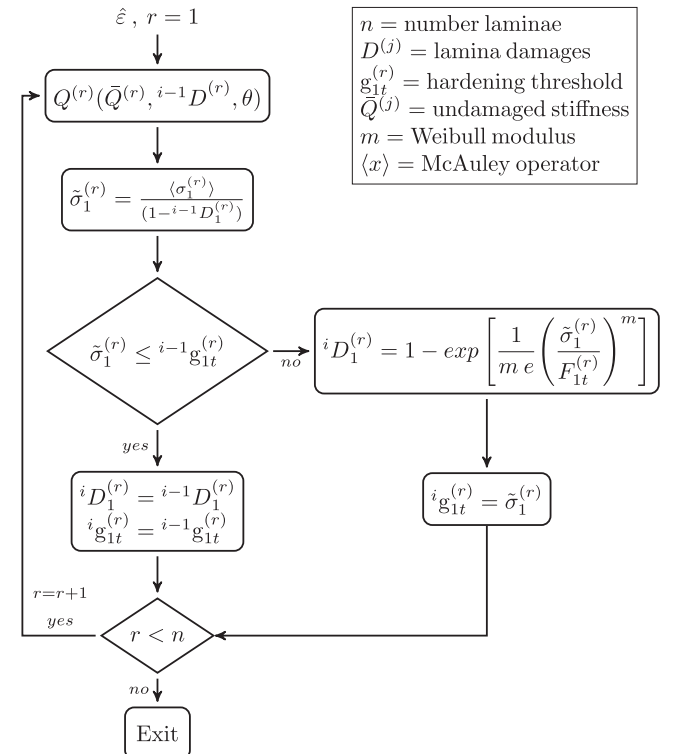 ε̂ , r = 1
n = number laminae
D^(j) = lamina damages
g_1t^(r) = hardening threshold
Q̄^(j) = undamaged stiffness
m = Weibull modulus
⟨x⟩ = McAuley operator
Q^(r)(Q̄^(r), ^{i−1}D^(r), θ)
σ̃_1^(r) = ⟨σ_1^(r)⟩ / (1−^{i−1}D_1^(r))
σ̃_1^(r) ≤ ^{i−1}g_1t^(r)
no
^iD_1^(r) = 1 − exp [ 1/(m e) ( σ̃_1^(r) / F_1t^(r) )^m ]
yes
^iD_1^(r) = ^{i−1}D_1^(r)
^ig_1t^(r) = ^{i−1}g_1t^(r)
^ig_1t^(r) = σ̃_1^(r)
r=r+1
yes
r < n
no
Exit